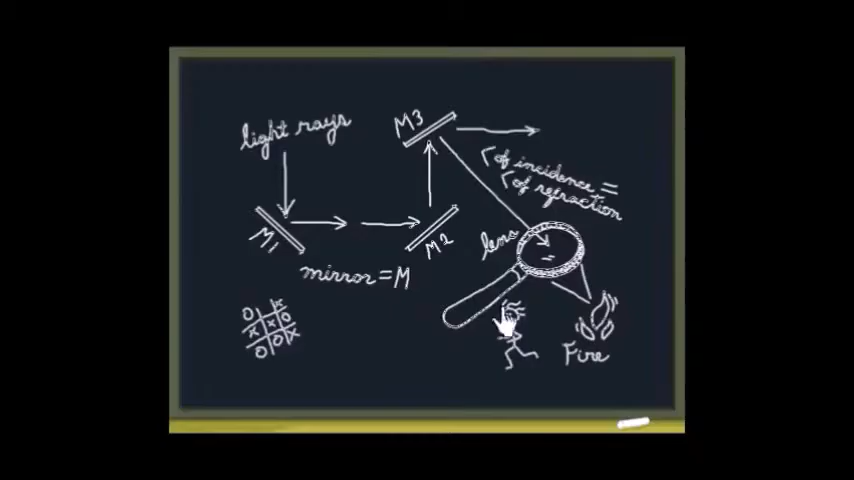 light rays
M3
< of incidence =
< of refraction
M1
M2
lens
mirror = M
Fire
O X
X X O
O O X